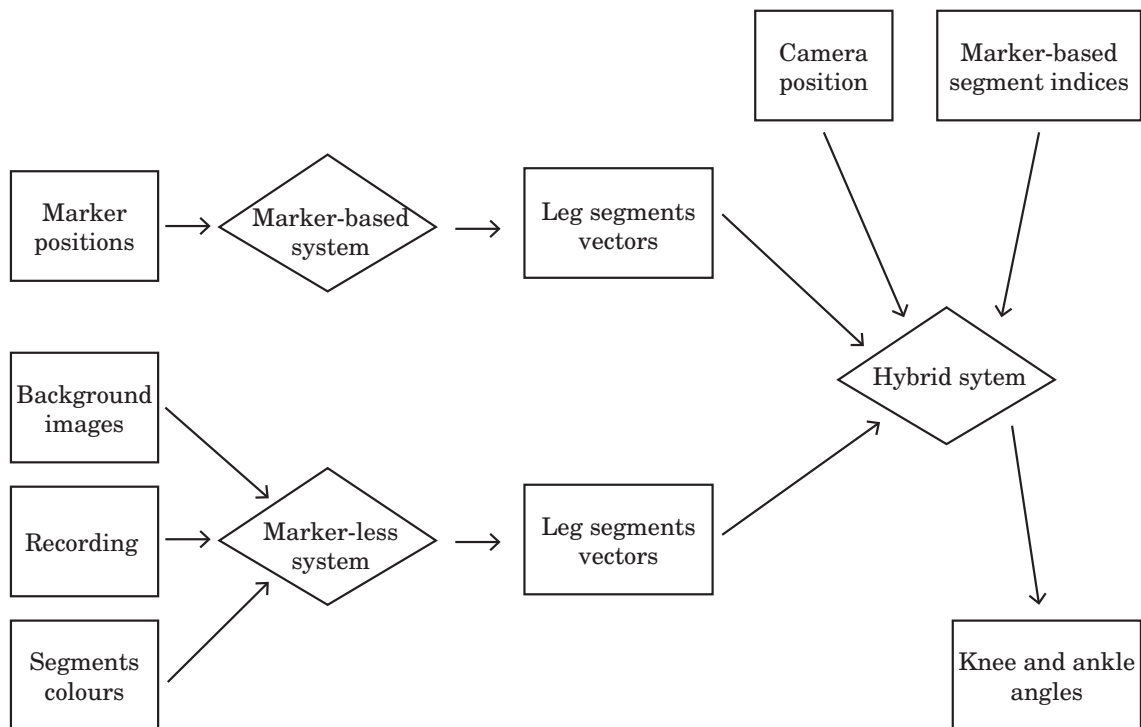 Camera
position
Marker-based
segment indices
Marker
positions
Marker-based
system
Leg segments
vectors
Background
images
Hybrid sytem
Recording
Marker-less
system
Leg segments
vectors
Segments
colours
Knee and ankle
angles